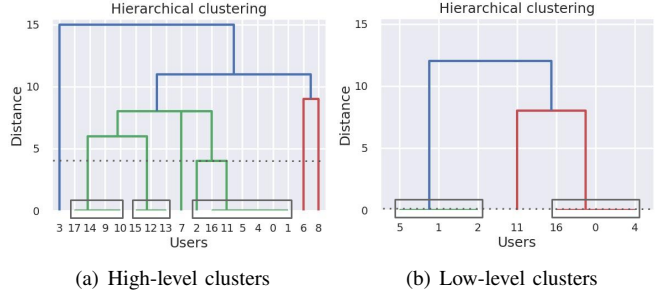 Hierarchical clustering
15
10
5
0
Distance
3 17 14 9 10 15 12 13 7 2 16 11 5 4 0 1 6 8
Users
(a) High-level clusters
Hierarchical clustering
15
10
5
0
Distance
5 1 2 11 16 0 4
Users
(b) Low-level clusters